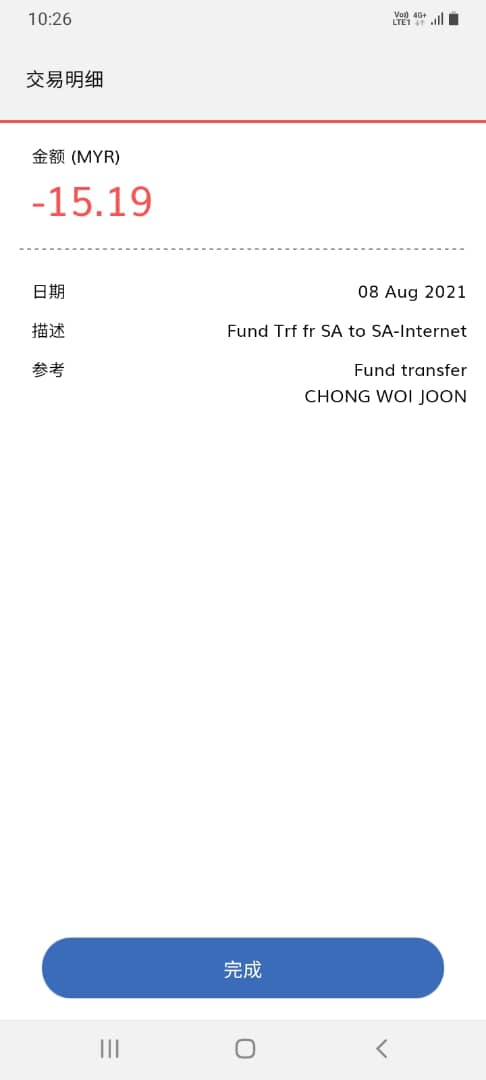 10:26
Vo)) 4G+
LTE1
交易明细
金额 (MYR)
-15.19
日期 08 Aug 2021
描述 Fund Trf fr SA to SA-Internet
参考 Fund transfer
CHONG WOI JOON
完成